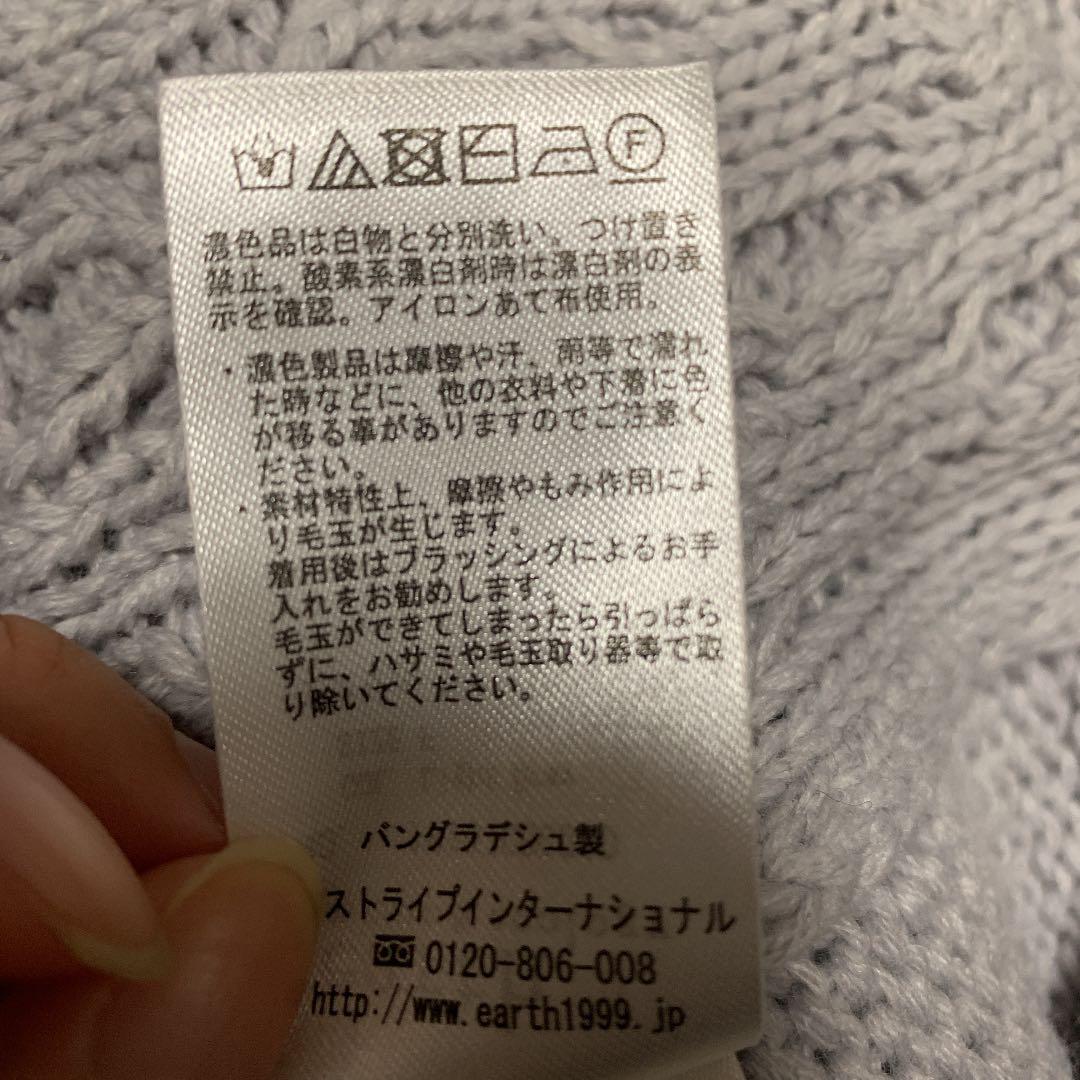 F
濃色品は白物と分別洗い。つけ置き
禁止。酸素系漂白剤時は漂白剤の表
示を確認。アイロンあて布使用。
・濃色製品は摩擦や汗、雨等で濡れ
た時などに、他の衣料や下着に色
が移る事がありますのでご注意く
ださい。
・素材特性上、摩擦やもみ作用によ
り毛玉が生じます。
着用後はブラッシングによるお手
入れをお勧めします。
毛玉ができてしまったら引っぱら
ずに、ハサミや毛玉取り器等で取
り除いてください。
バングラデシュ製
ストライプインターナショナル
0120-806-008
http://www.earth1999.jp